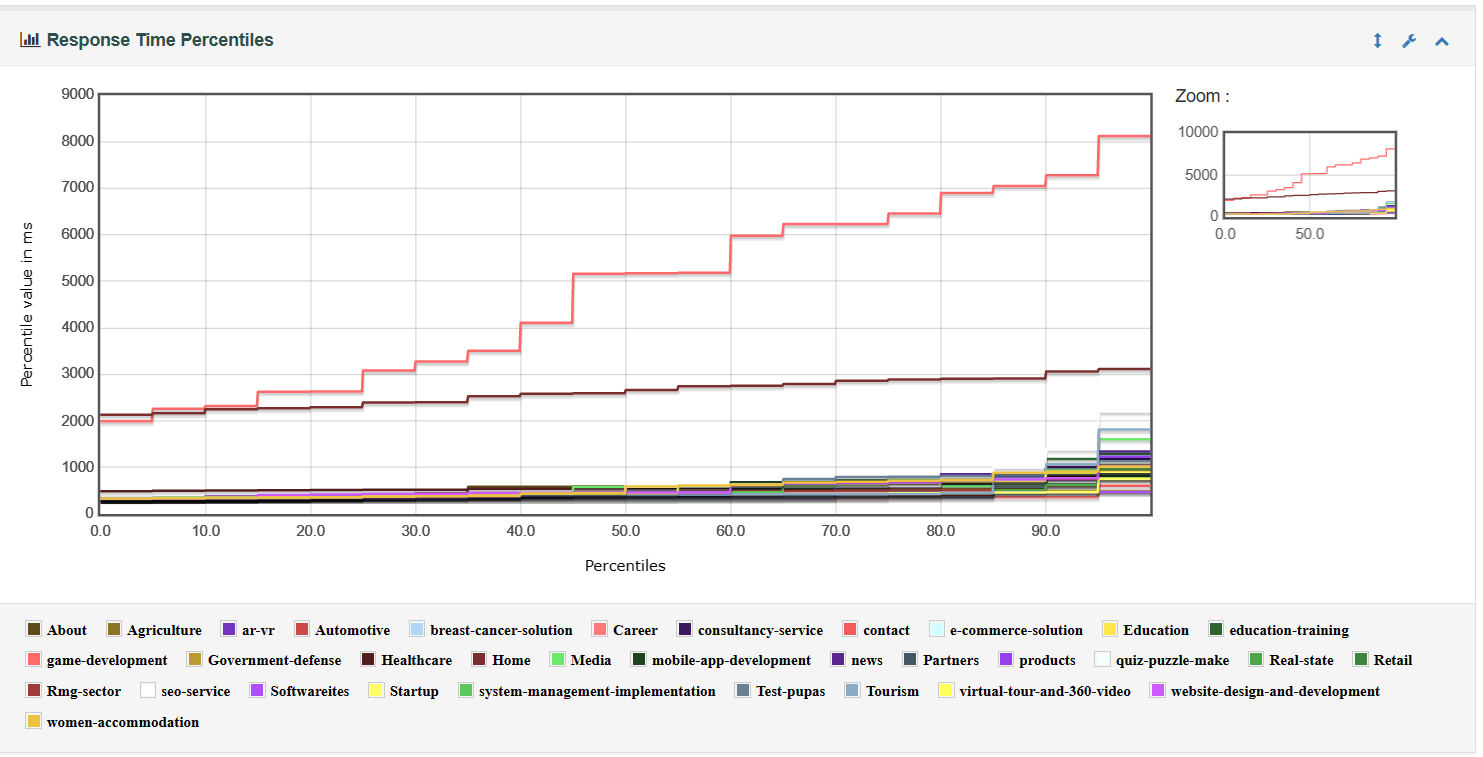 Response Time Percentiles
Zoom :
9000
8000
7000
6000
5000
4000
3000
2000
1000
0
Percentile value in ms
0.0 10.0 20.0 30.0 40.0 50.0 60.0 70.0 80.0 90.0
Percentiles
10000
5000
0
0.0 50.0
About Agriculture ar-vr Automotive breast-cancer-solution Career consultancy-service contact e-commerce-solution Education education-training
game-development Government-defense Healthcare Home Media mobile-app-development news Partners products quiz-puzzle-make Real-state Retail
Rmg-sector seo-service Softwareites Startup system-management-implementation Test-pupas Tourism virtual-tour-and-360-video website-design-and-development
women-accommodation